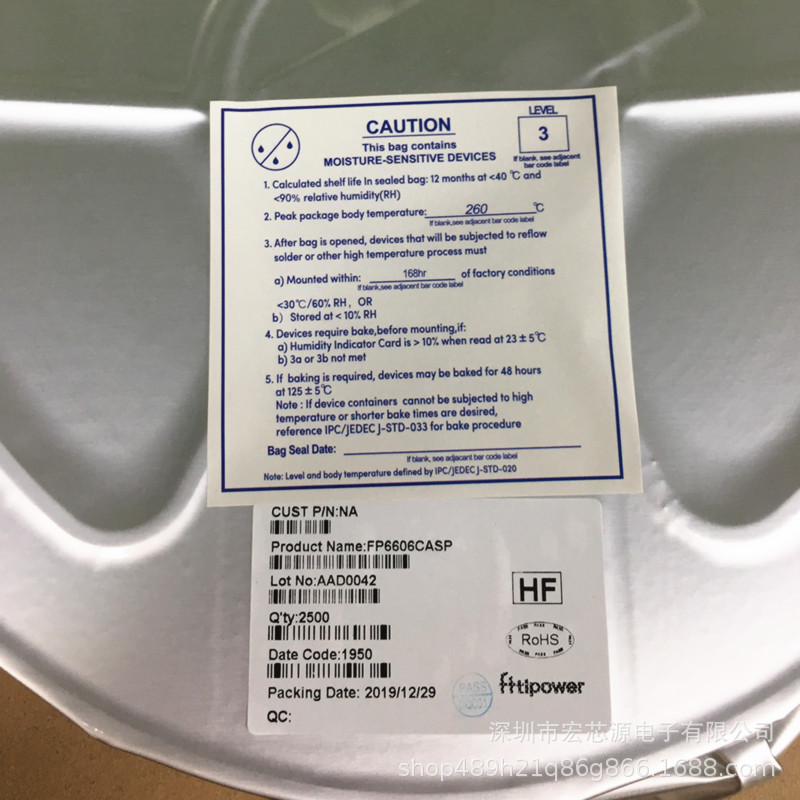 CAUTION
This bag contains
MOISTURE-SENSITIVE DEVICES
LEVEL
3
If blank, see adjacent
bar code label
1. Calculated shelf life In sealed bag: 12 months at <40 ℃ and
<90% relative humidity(RH)
2. Peak package body temperature: 260 ℃
If blank,see adjacent bar code label
3. After bag is opened, devices that will be subjected to reflow
solder or other high temperature process must
a) Mounted within: 168hr of factory conditions
If blank,see adjacent bar code label
<30℃/60% RH, OR
b) Stored at < 10% RH
4. Devices require bake,before mounting,if:
a) Humidity Indicator Card is > 10% when read at 23 ± 5℃
b) 3a or 3b not met
5. If baking is required, devices may be baked for 48 hours
at 125 ± 5℃
Note : If device containers cannot be subjected to high
temperature or shorter bake times are desired,
reference IPC/JEDEC J-STD-033 for bake procedure
Bag Seal Date:
If blank, see adjacent bar code label
Note: Level and body temperature defined by IPC/JEDEC J-STD-020
CUST P/N:NA
Product Name:FP6606CASP
Lot No:AAD0042
HF
Q'ty:2500
PASS PASS PASS
RoHS
PASS PASS PASS
Date Code:1950
Packing Date: 2019/12/29
PASS
fitipower
QC:
深圳市宏芯源电子有限公司
shop489h21q86g866.1688.com